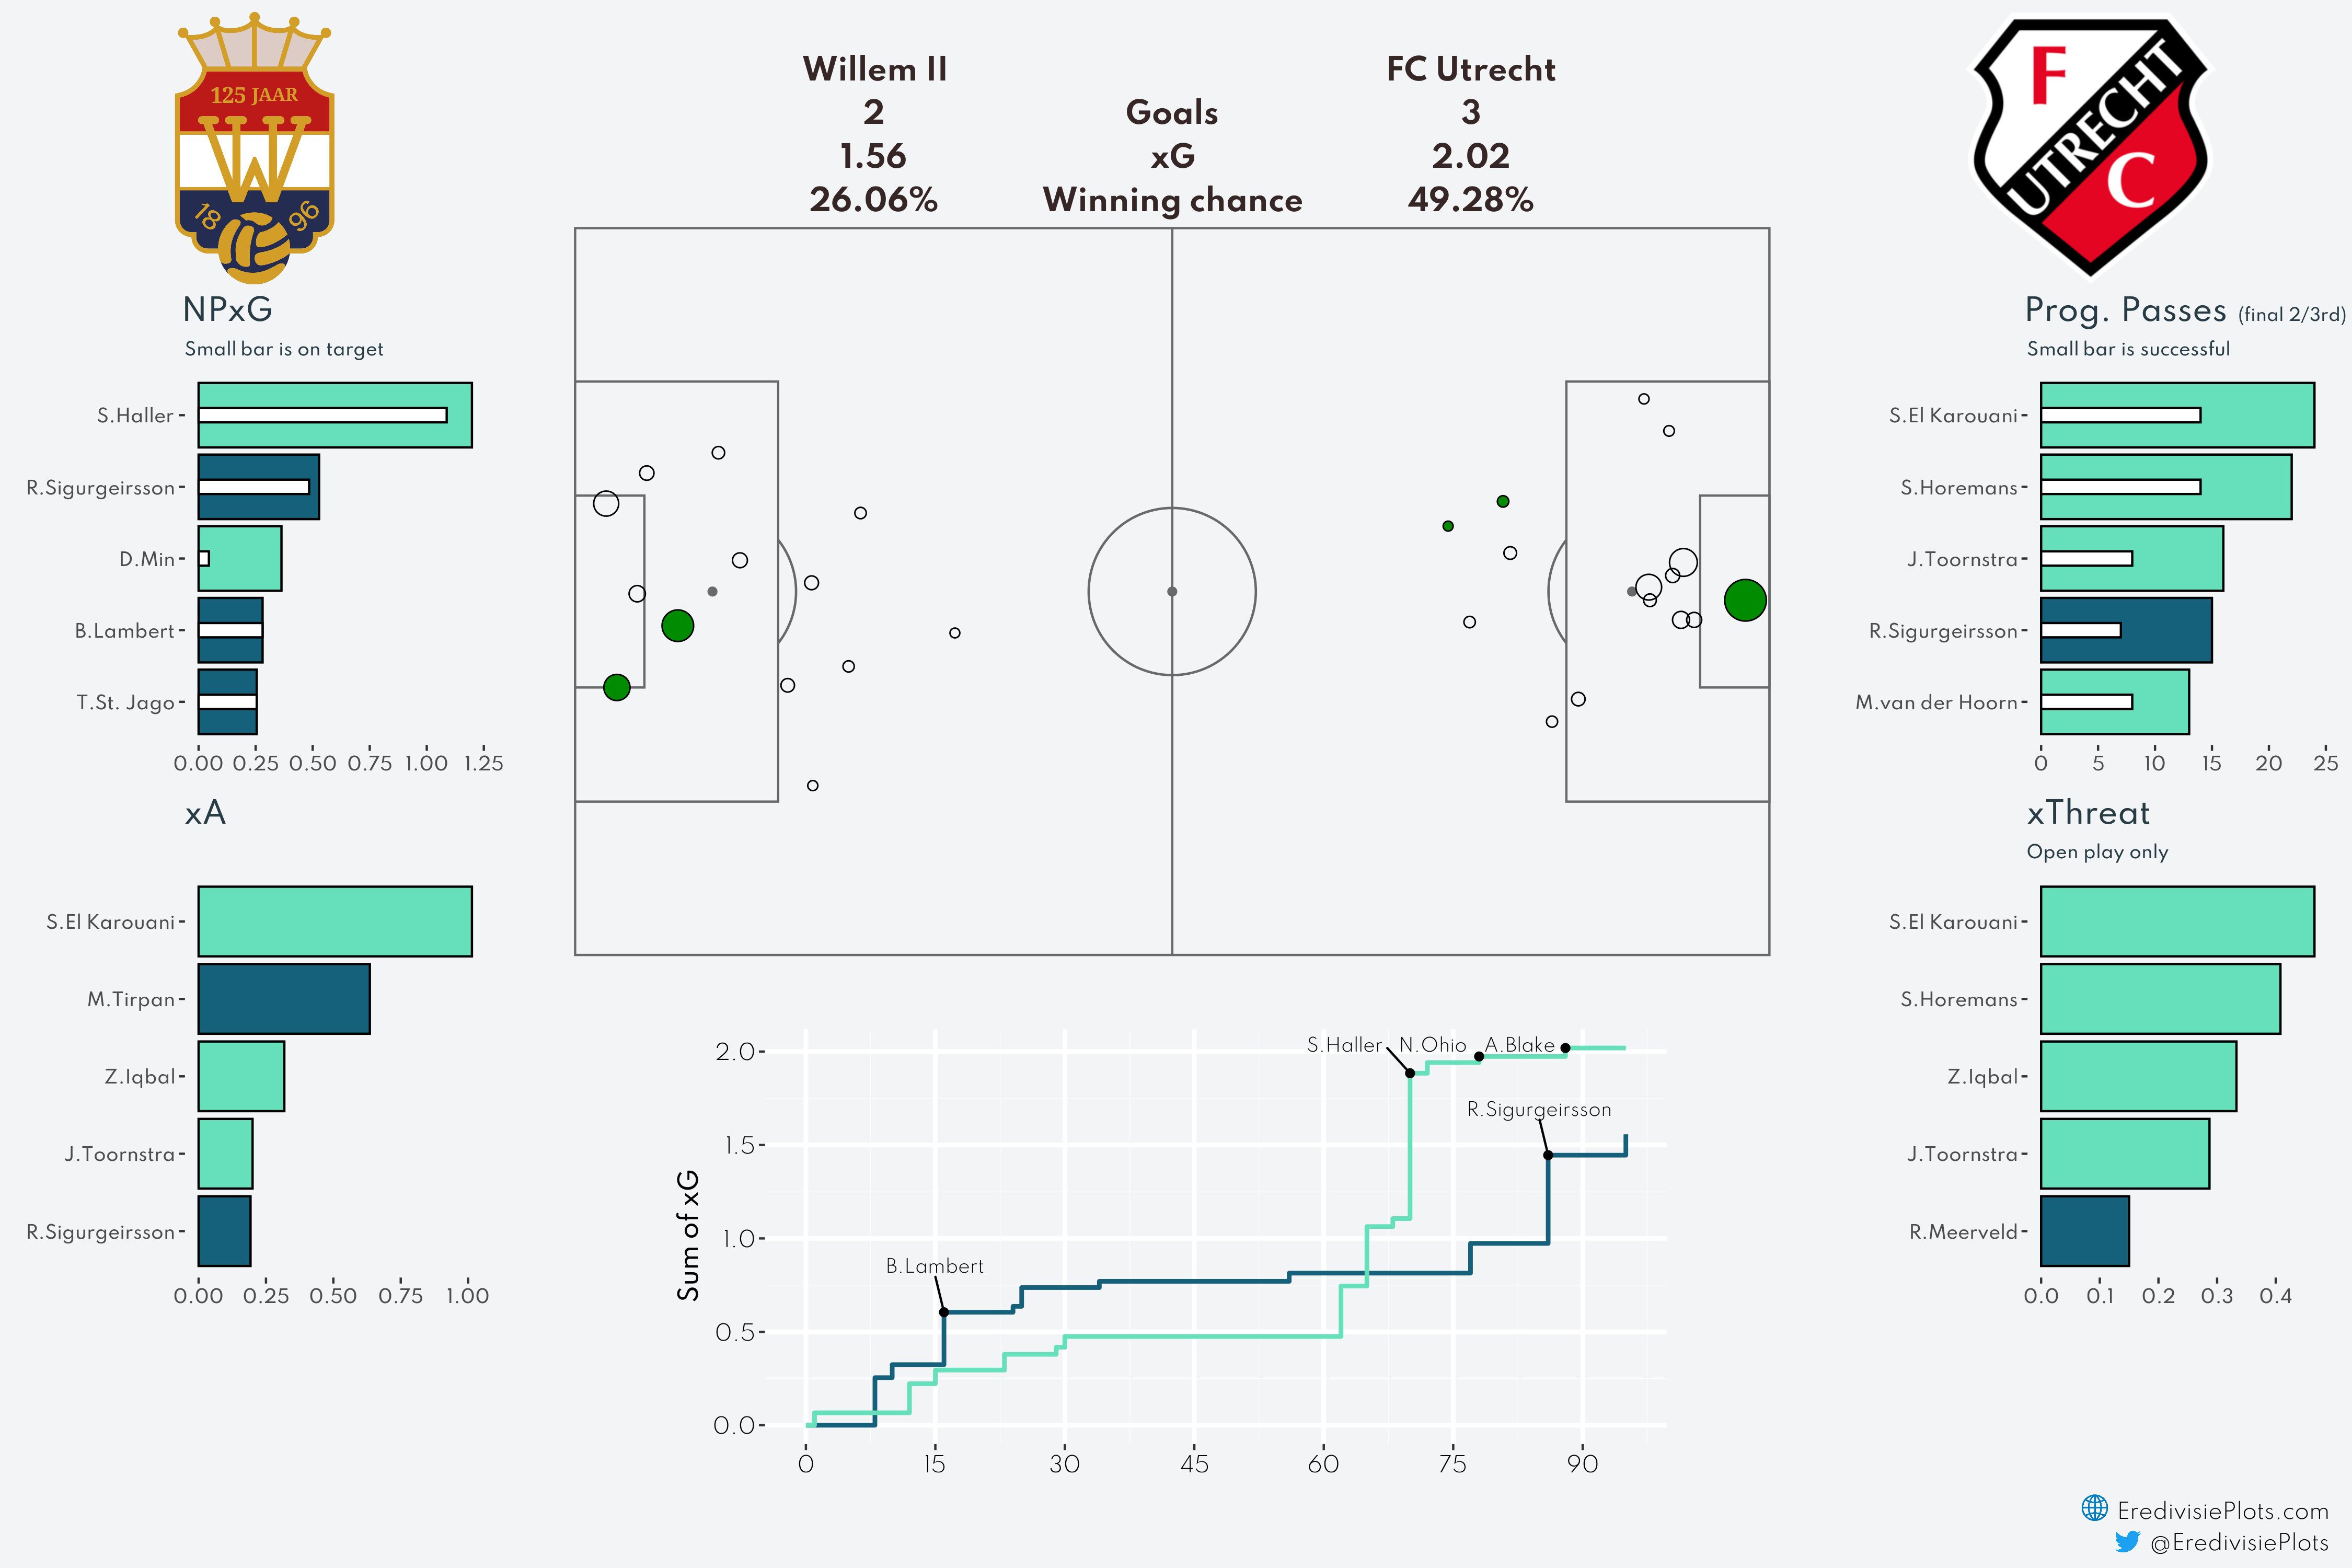 125 JAAR
W
18 96
F
UTRECHT
C
Willem II FC Utrecht
2 Goals 3
1.56 xG 2.02
26.06% Winning chance 49.28%
NPxG
Small bar is on target
S.Haller
R.Sigurgeirsson
D.Min
B.Lambert
T.St. Jago
0.00 0.25 0.50 0.75 1.00 1.25
xA
S.El Karouani
M.Tirpan
Z.Iqbal
J.Toornstra
R.Sigurgeirsson
0.00 0.25 0.50 0.75 1.00
Sum of xG
2.0
1.5
1.0
0.5
0.0
S.Haller N.Ohio A.Blake
R.Sigurgeirsson
B.Lambert
0 15 30 45 60 75 90
Prog. Passes (final 2/3rd)
Small bar is successful
S.El Karouani
S.Horemans
J.Toornstra
R.Sigurgeirsson
M.van der Hoorn
0 5 10 15 20 25
xThreat
Open play only
S.El Karouani
S.Horemans
Z.Iqbal
J.Toornstra
R.Meerveld
0.0 0.1 0.2 0.3 0.4
EredivisiePlots.com
@EredivisiePlots